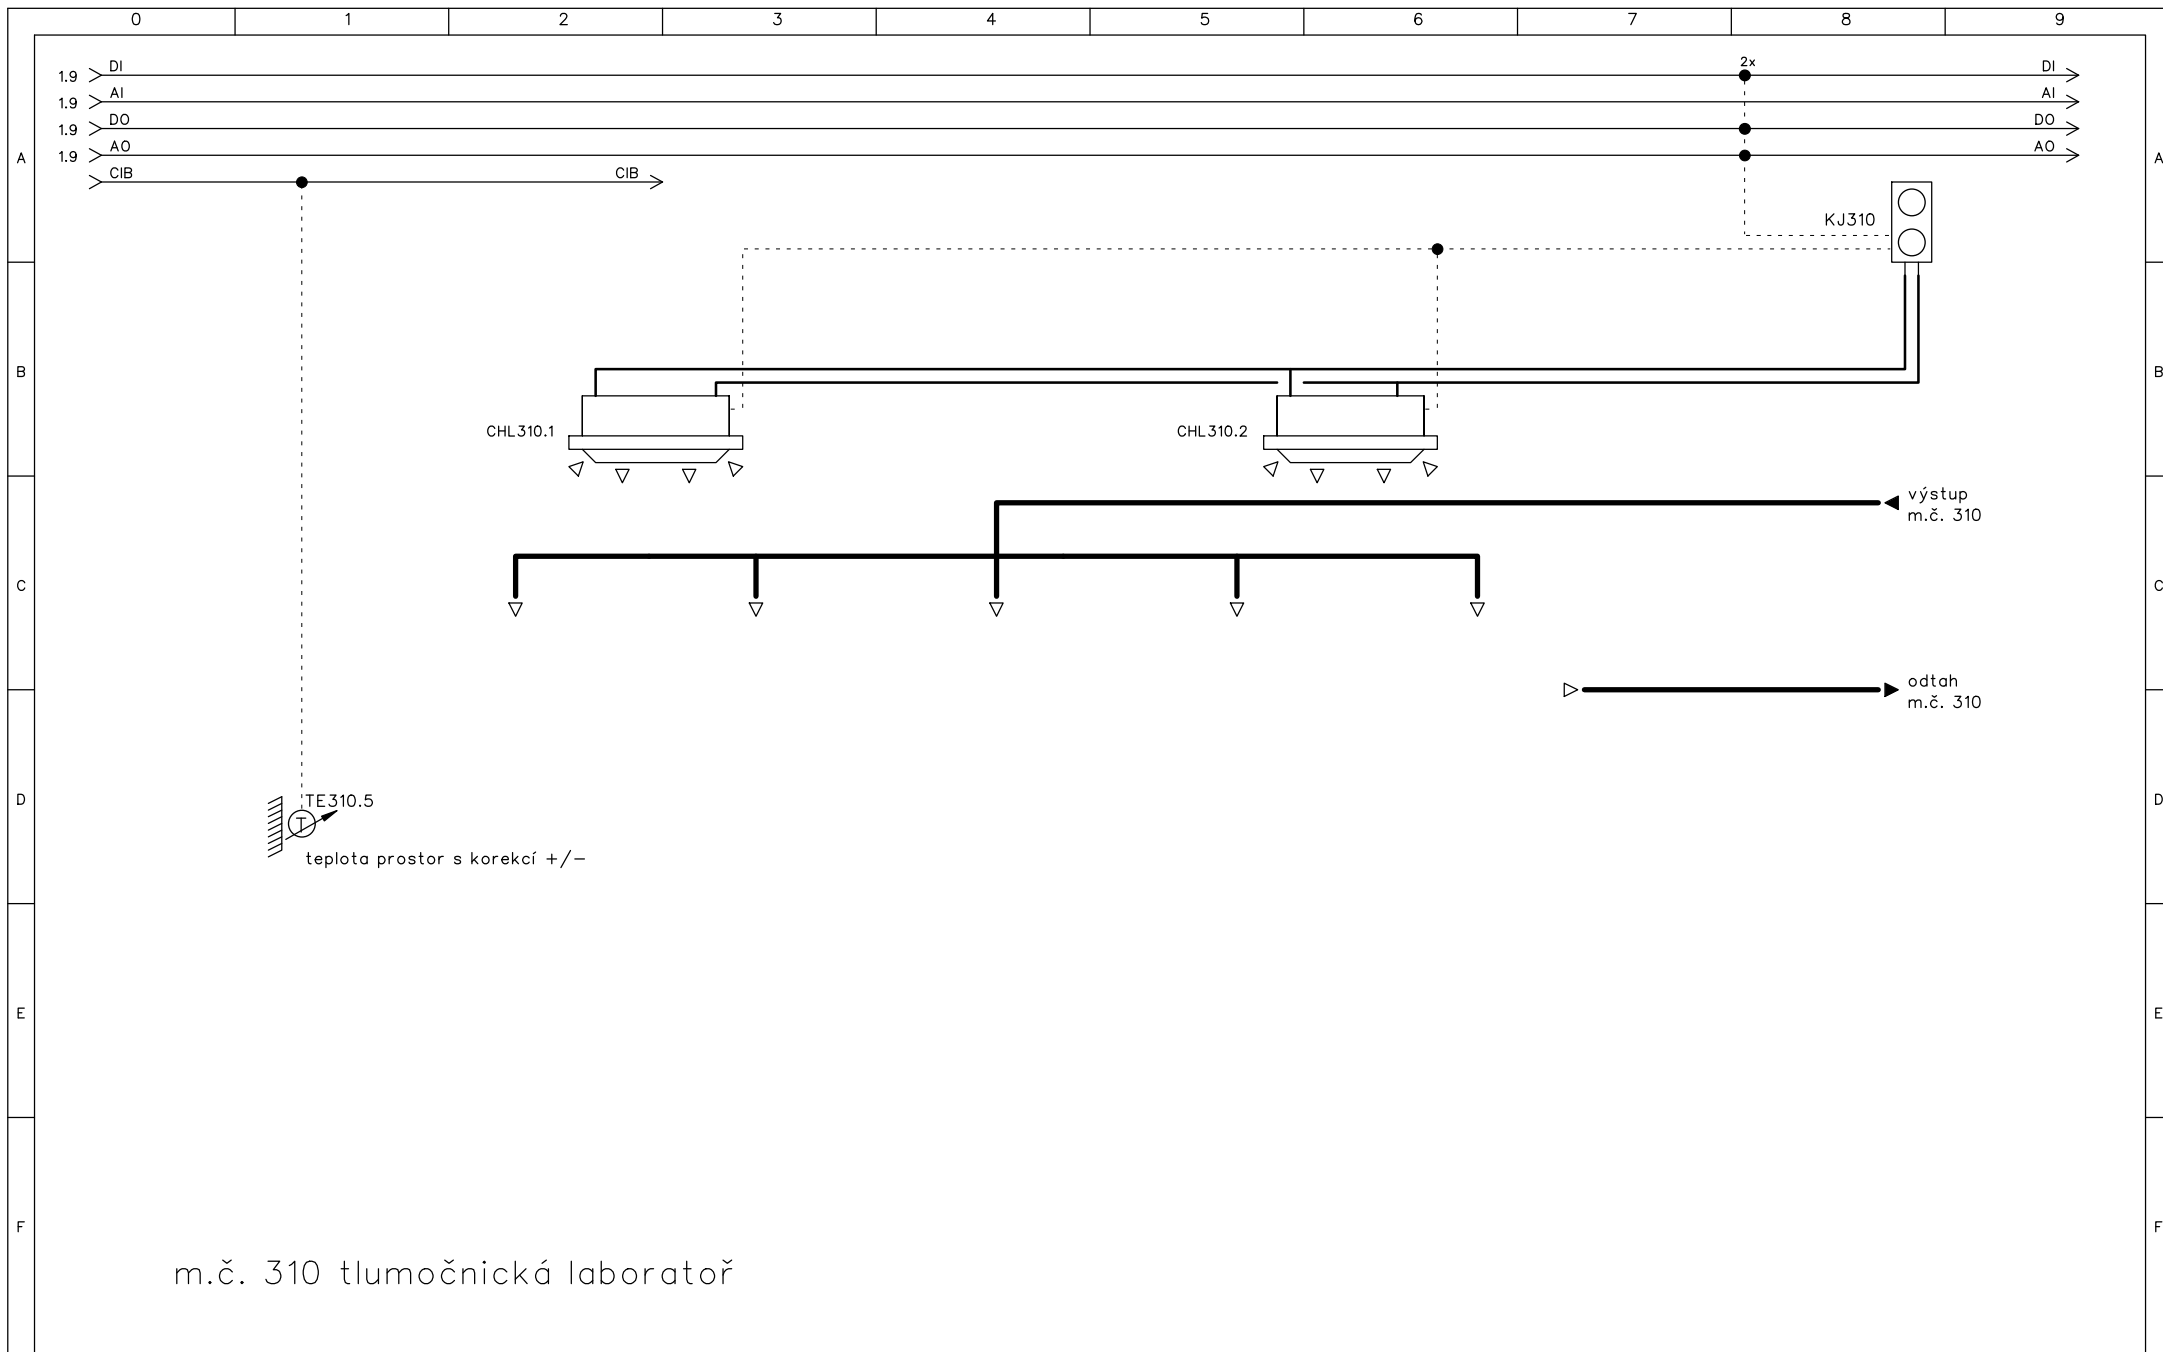 0 1 2 3 4 5 6 7 8 9
2x
1.9 DI DI
1.9 AI AI
1.9 DO DO
1.9 AO AO
A A
CIB CIB
KJ310
B B
CHL310.1 CHL310.2
výstup
m.č. 310
C C
odtah
m.č. 310
D D
TE310.5
T
teplota prostor s korekcí +/−
E E
F F
m.č. 310 tlumočnická laboratoř